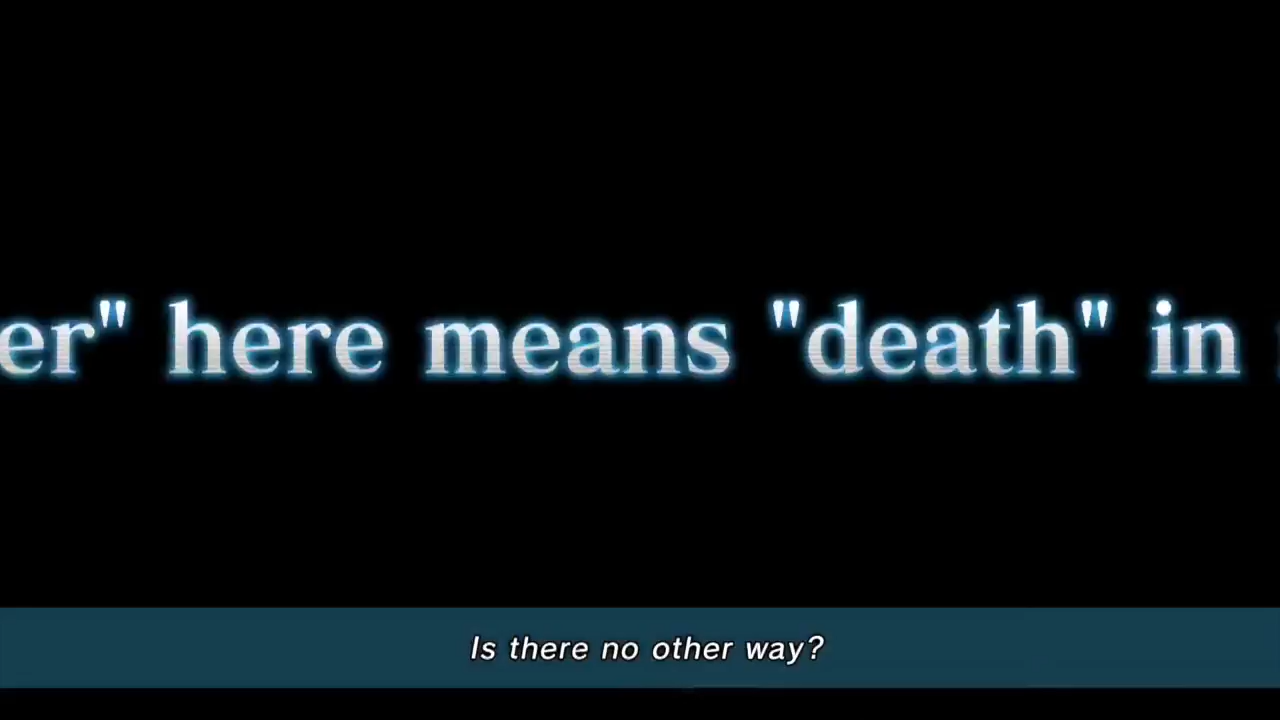 er" here means "death" in
Is there no other way?